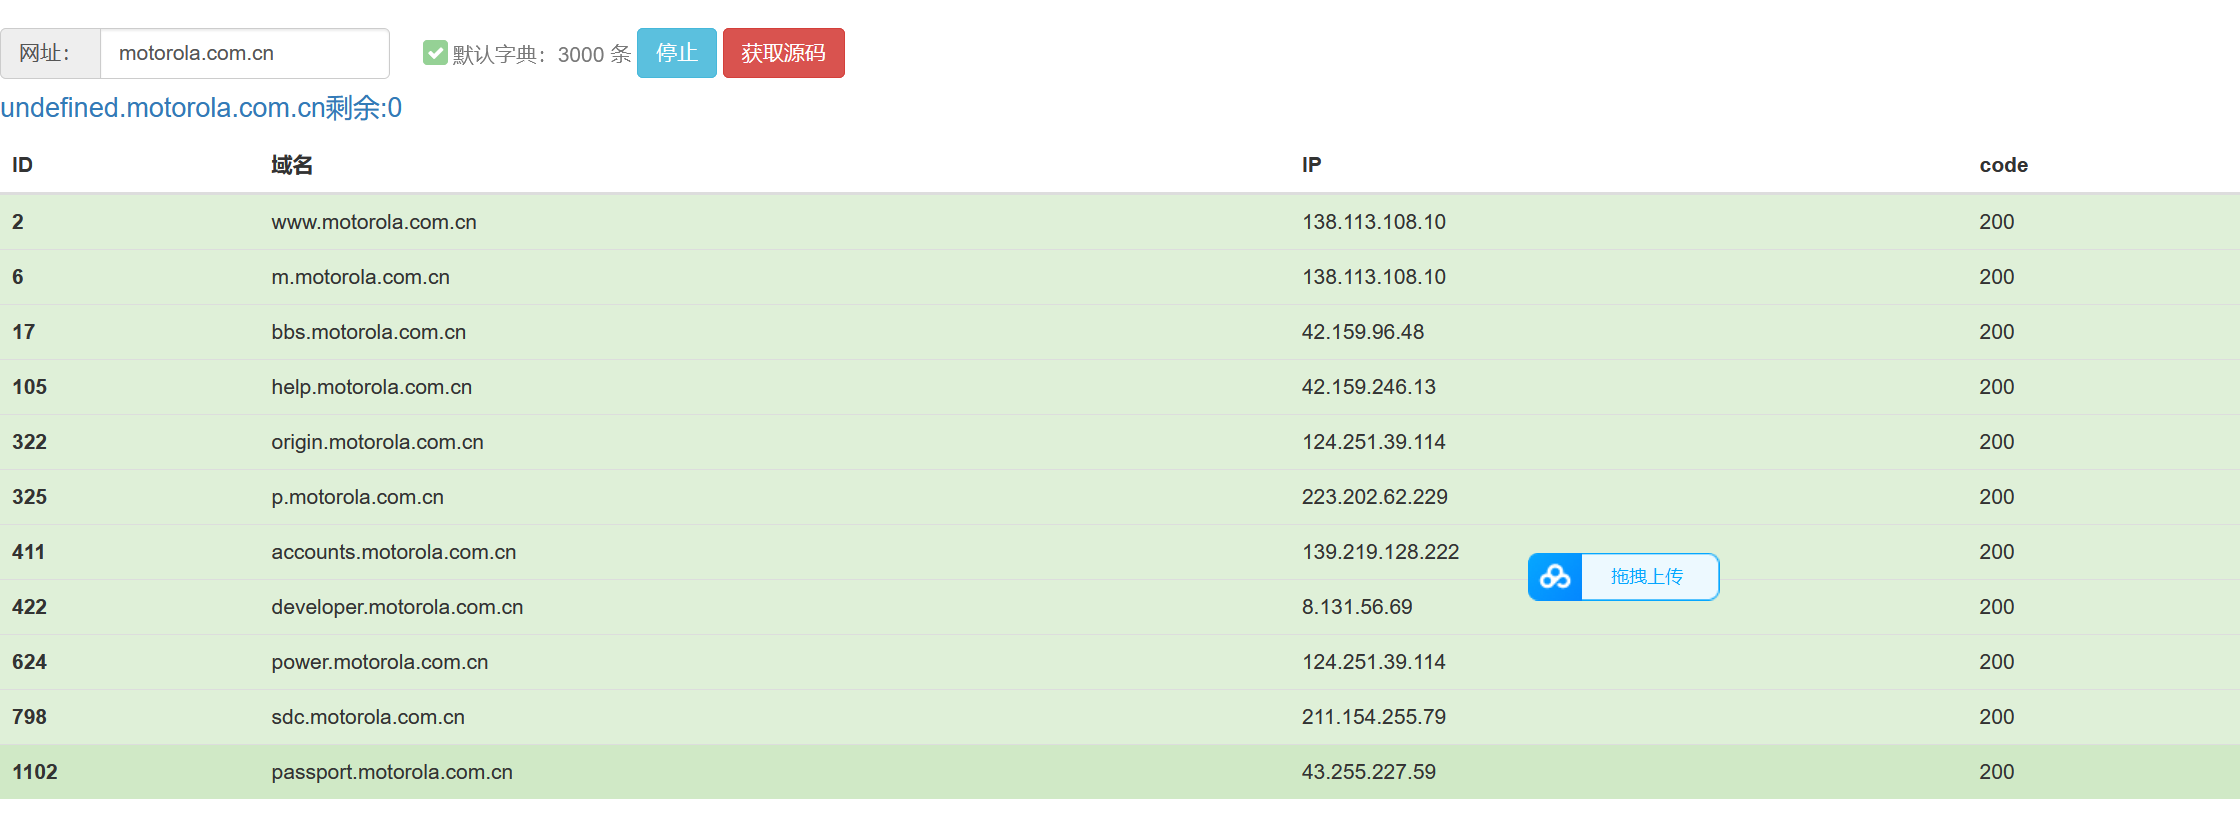 网址： motorola.com.cn 默认字典：3000 条 停止 获取源码
undefined.motorola.com.cn剩余:0
ID 域名 IP code
2 www.motorola.com.cn 138.113.108.10 200
6 m.motorola.com.cn 138.113.108.10 200
17 bbs.motorola.com.cn 42.159.96.48 200
105 help.motorola.com.cn 42.159.246.13 200
322 origin.motorola.com.cn 124.251.39.114 200
325 p.motorola.com.cn 223.202.62.229 200
411 accounts.motorola.com.cn 139.219.128.222 200
拖拽上传
422 developer.motorola.com.cn 8.131.56.69 200
624 power.motorola.com.cn 124.251.39.114 200
798 sdc.motorola.com.cn 211.154.255.79 200
1102 passport.motorola.com.cn 43.255.227.59 200